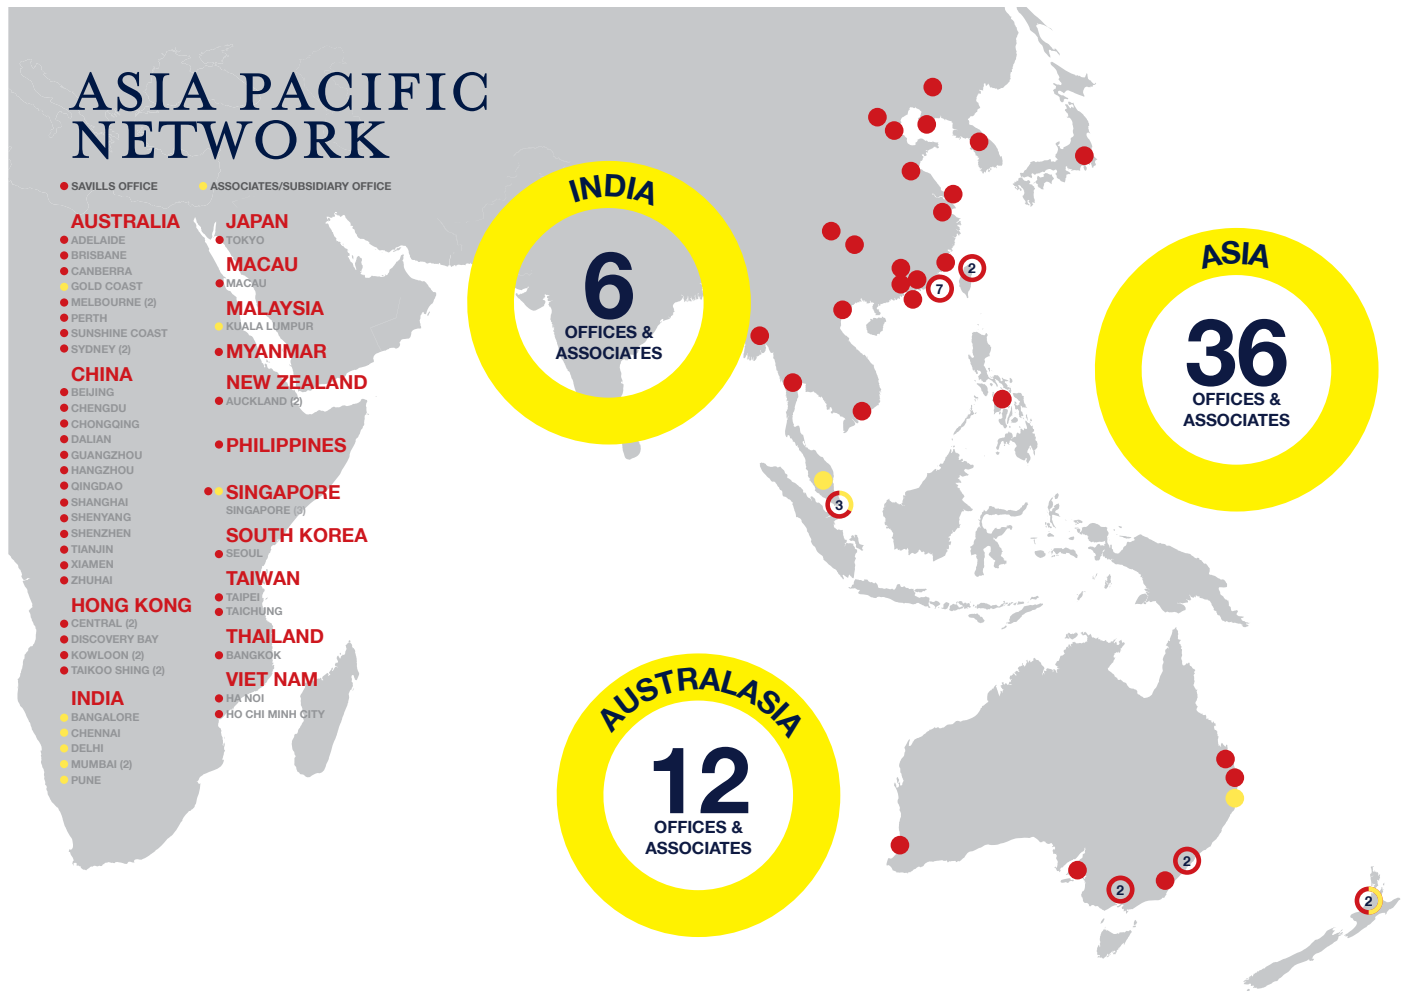 ASIA PACIFIC
NETWORK
SAVILLS OFFICE
ASSOCIATES/SUBSIDIARY OFFICE
AUSTRALIA
ADELAIDE
BRISBANE
CANBERRA
GOLD COAST
MELBOURNE (2)
PERTH
SUNSHINE COAST
SYDNEY (2)
CHINA
BEIJING
CHENGDU
CHONGQING
DALIAN
GUANGZHOU
HANGZHOU
QINGDAO
SHANGHAI
SHENYANG
SHENZHEN
TIANJIN
XIAMEN
ZHUHAI
HONG KONG
CENTRAL (2)
DISCOVERY BAY
KOWLOON (2)
TAIKOO SHING (2)
INDIA
BANGALORE
CHENNAI
DELHI
MUMBAI (2)
PUNE
JAPAN
TOKYO
MACAU
MACAU
MALAYSIA
KUALA LUMPUR
MYANMAR
NEW ZEALAND
AUCKLAND (2)
PHILIPPINES
SINGAPORE
SINGAPORE (3)
SOUTH KOREA
SEOUL
TAIWAN
TAIPEI
TAICHUNG
THAILAND
BANGKOK
VIET NAM
HA NOI
HO CHI MINH CITY
INDIA
6
OFFICES &
ASSOCIATES
ASIA
36
OFFICES &
ASSOCIATES
AUSTRALASIA
12
OFFICES &
ASSOCIATES
2
7
3
2
2
2